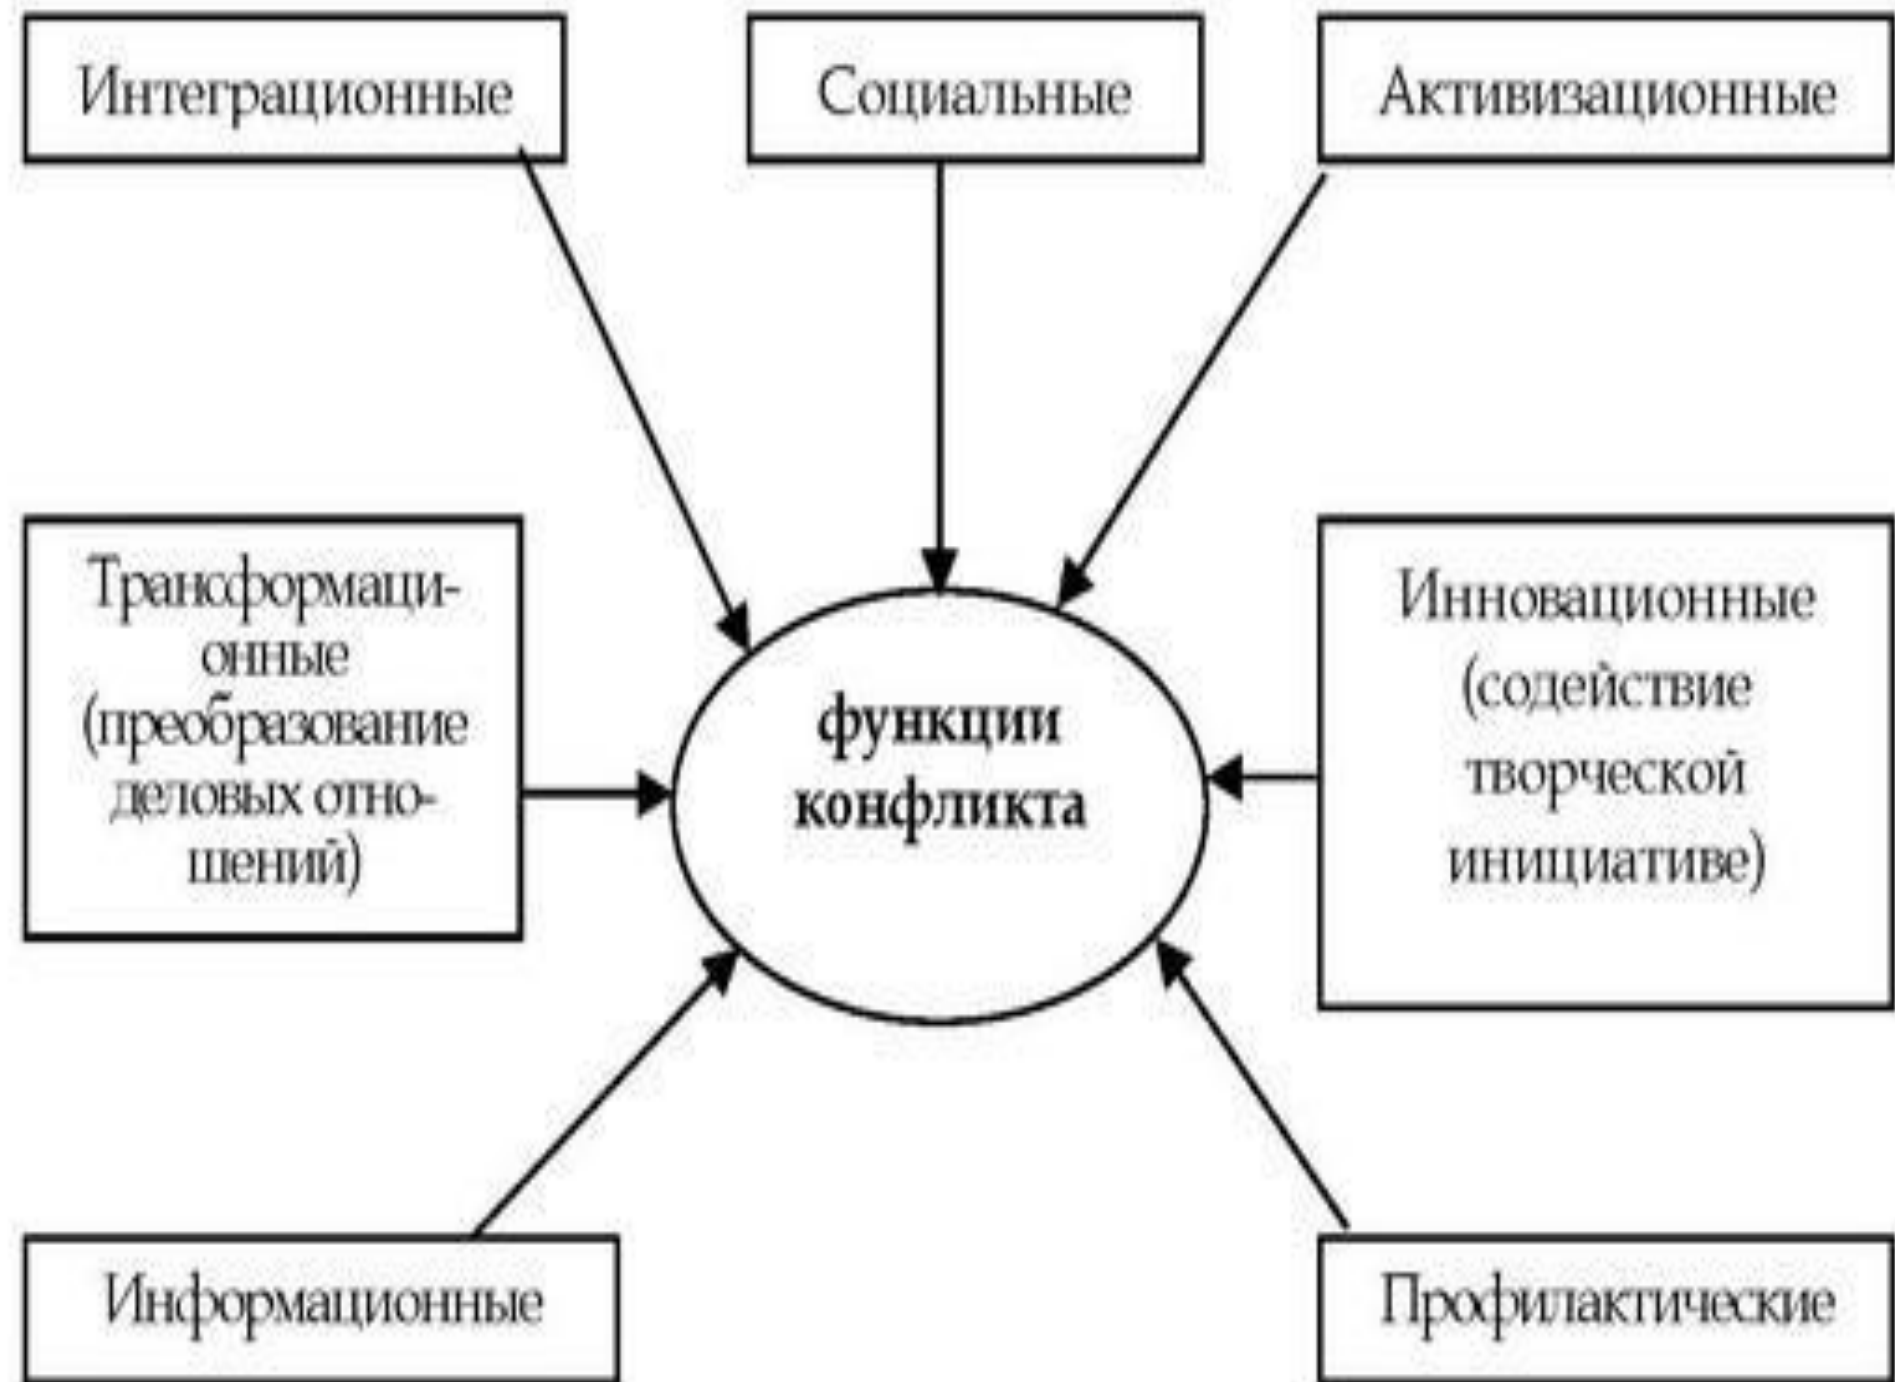 Интеграционные
Социальные
Активизационные
Трансформаци-
онные
(преобразование
деловых отно-
шений)
функции
конфликта
Инновационные
(содействие
творческой
инициативе)
Информационные
Профилактические